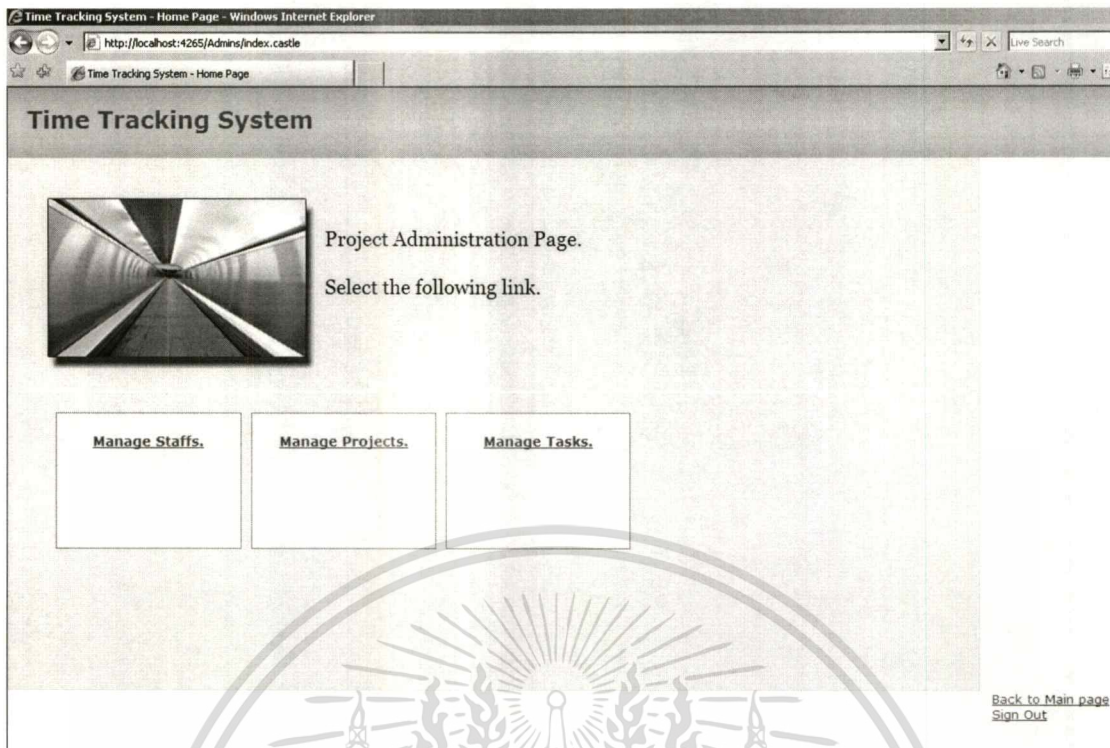 Time Tracking System - Home Page - Windows Internet Explorer
http://localhost:4265/Admins/index.castle
Live Search
Time Tracking System - Home Page
Time Tracking System
Project Administration Page.
Select the following link.
Manage Staffs. Manage Projects. Manage Tasks.
Back to Main page
Sign Out